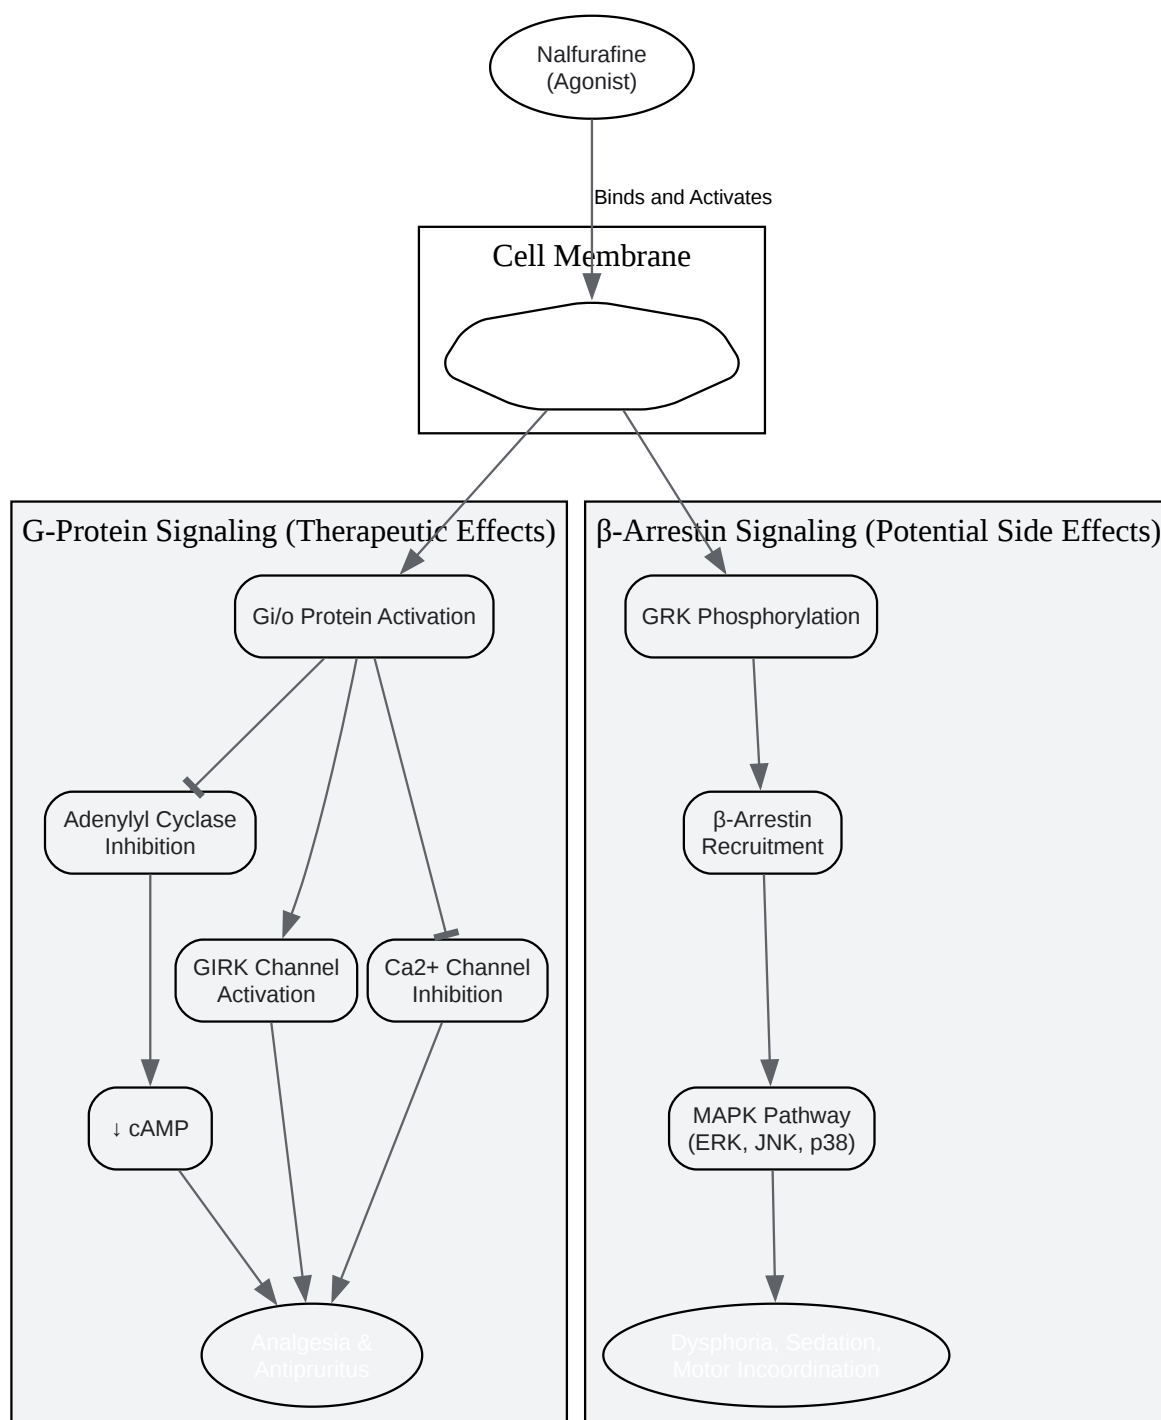 Nalfurafine
(Agonist)
Binds and Activates
Cell Membrane
G-Protein Signaling (Therapeutic Effects)
β-Arrestin Signaling (Potential Side Effects)
Gi/o Protein Activation
GRK Phosphorylation
Adenylyl Cyclase
Inhibition
β-Arrestin
Recruitment
GIRK Channel
Activation
Ca2+ Channel
Inhibition
↓ cAMP
MAPK Pathway
(ERK, JNK, p38)
Analgesia &
Antipruritus
Dysphoria, Sedation,
Motor Incoordination